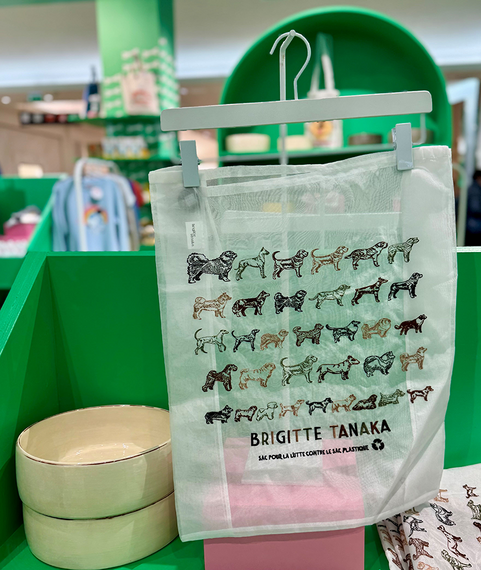 BRIGITTE TANAKA
SAC POUR LA LUTTE CONTRE LE SAC PLASTIQUE